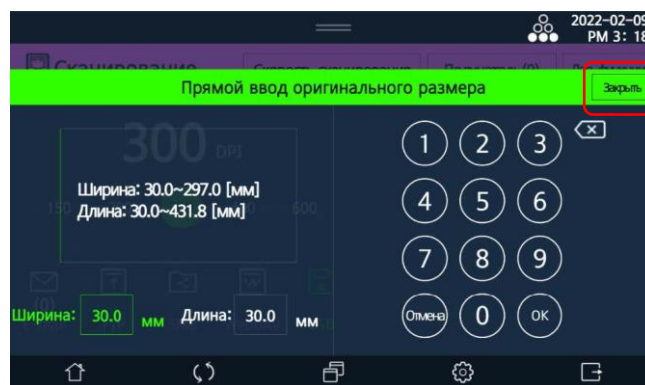 2022-02-09
PM 3: 18
Сканирование
Прямой ввод оригинального размера
Закрыть
300 DPI
Ширина: 30.0~297.0 [мм]
Длина: 30.0~431.8 [мм]
150
600
1 2 3
4 5 6
7 8 9
Отмена 0 OK
(0)
Ширина: 30.0 мм Длина: 30.0 мм